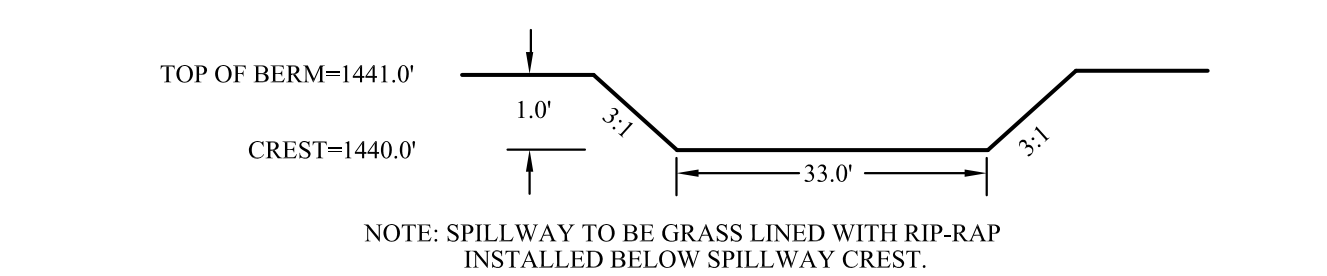 TOP OF BERM=1441.0'
1.0'
3:1
CREST=1440.0'
3:1
33.0'
NOTE: SPILLWAY TO BE GRASS LINED WITH RIP-RAP
INSTALLED BELOW SPILLWAY CREST.